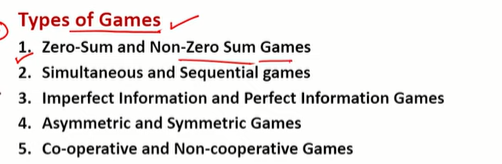 Types of Games
1. Zero-Sum and Non-Zero Sum Games
2. Simultaneous and Sequential games
3. Imperfect Information and Perfect Information Games
4. Asymmetric and Symmetric Games
5. Co-operative and Non-cooperative Games